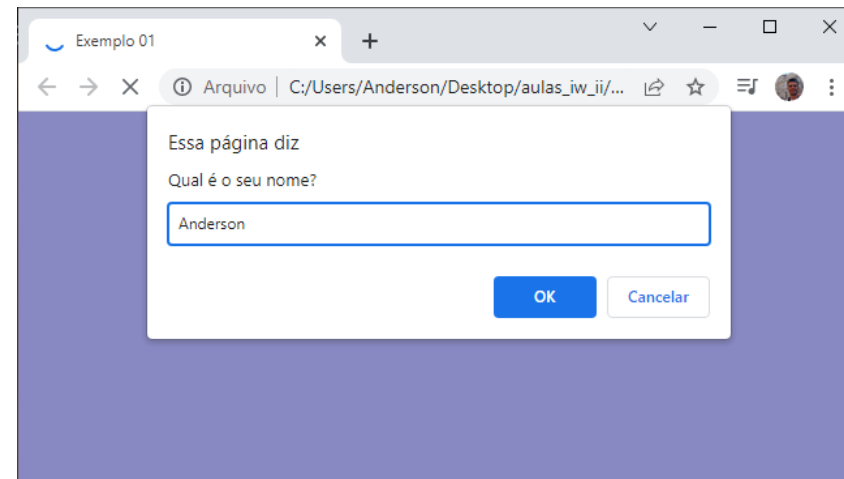 Exemplo 01
Arquivo | C:/Users/Anderson/Desktop/aulas_iw_ii/...
Essa página diz
Qual é o seu nome?
Anderson
OK Cancelar